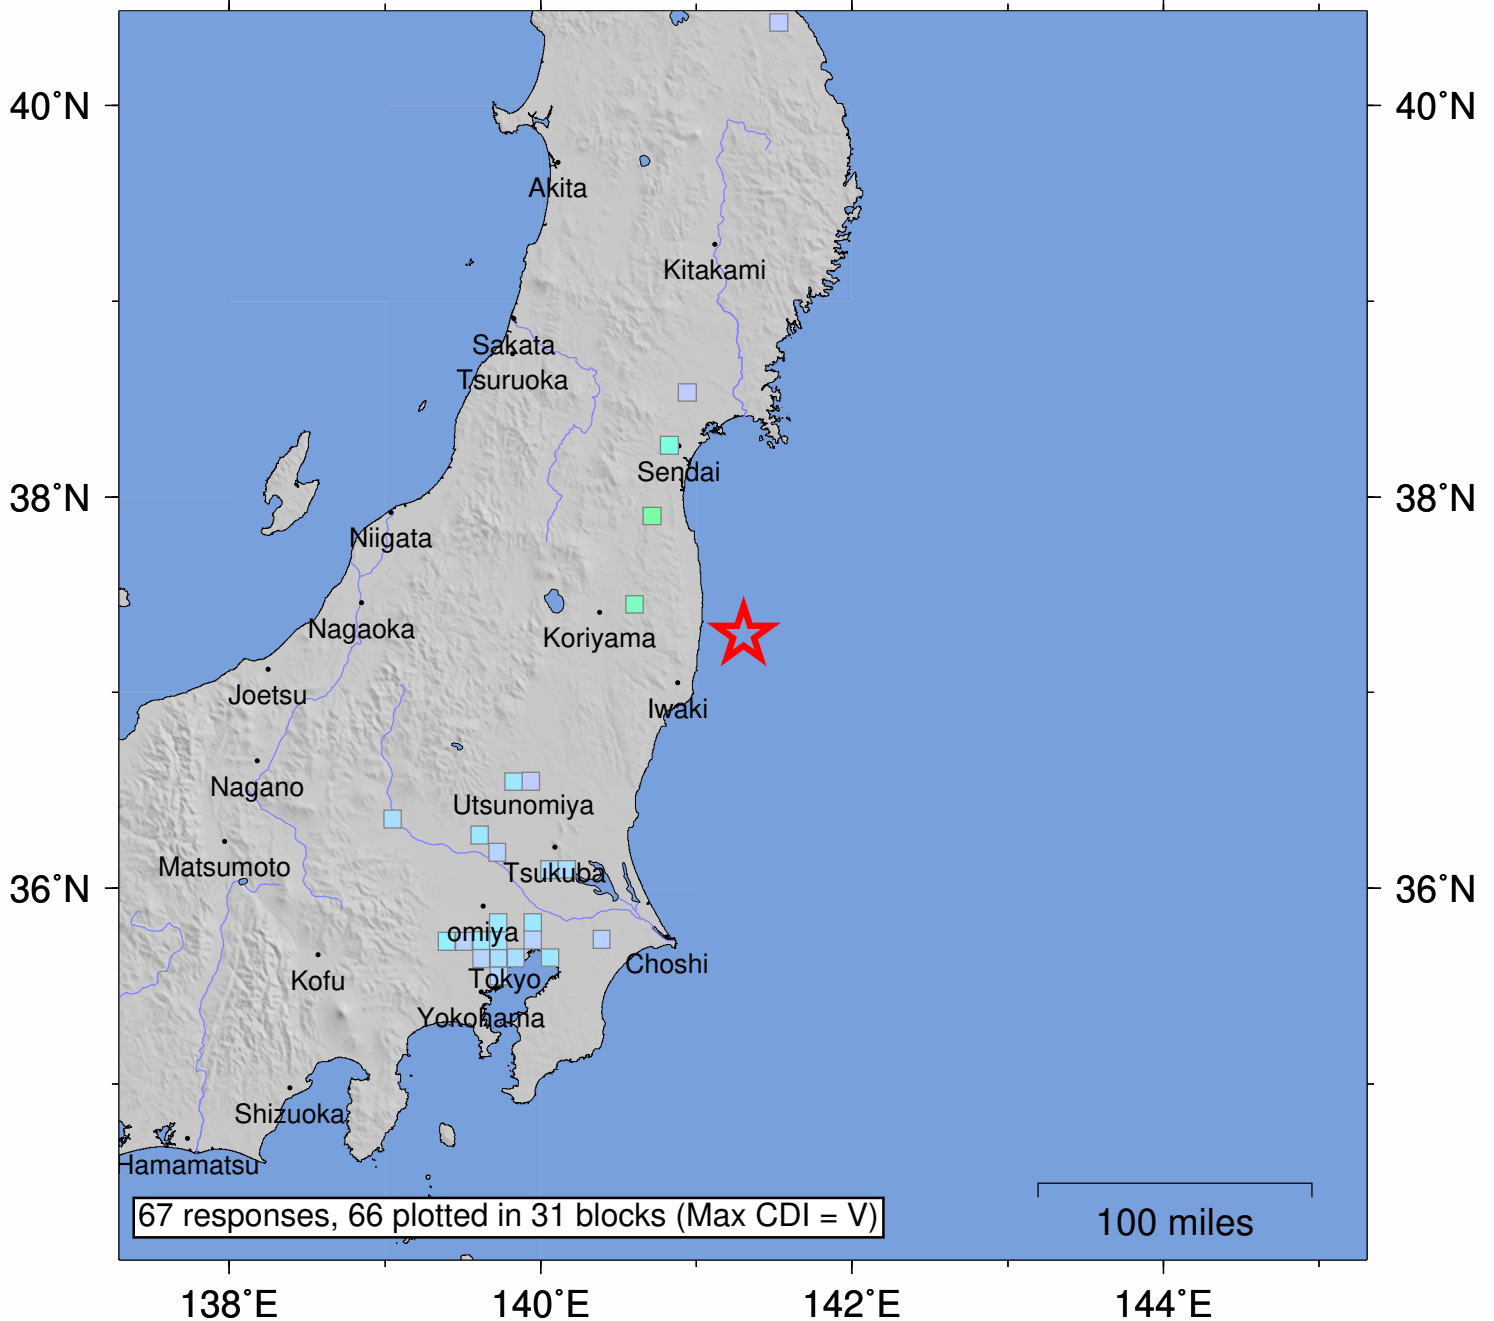 40°N 40°N
Akita
Kitakami
Sakata
Tsuruoka
Sendai
38°N 38°N
Niigata
Nagaoka
Koriyama
Joetsu
Iwaki
Nagano
Utsunomiya
Matsumoto
Tsukuba
36°N 36°N
omiya
Choshi
Kofu
Tokyo
Yokohama
Shizuoka
Hamamatsu
67 responses, 66 plotted in 31 blocks (Max CDI = V)
100 miles
138°E 140°E 142°E 144°E